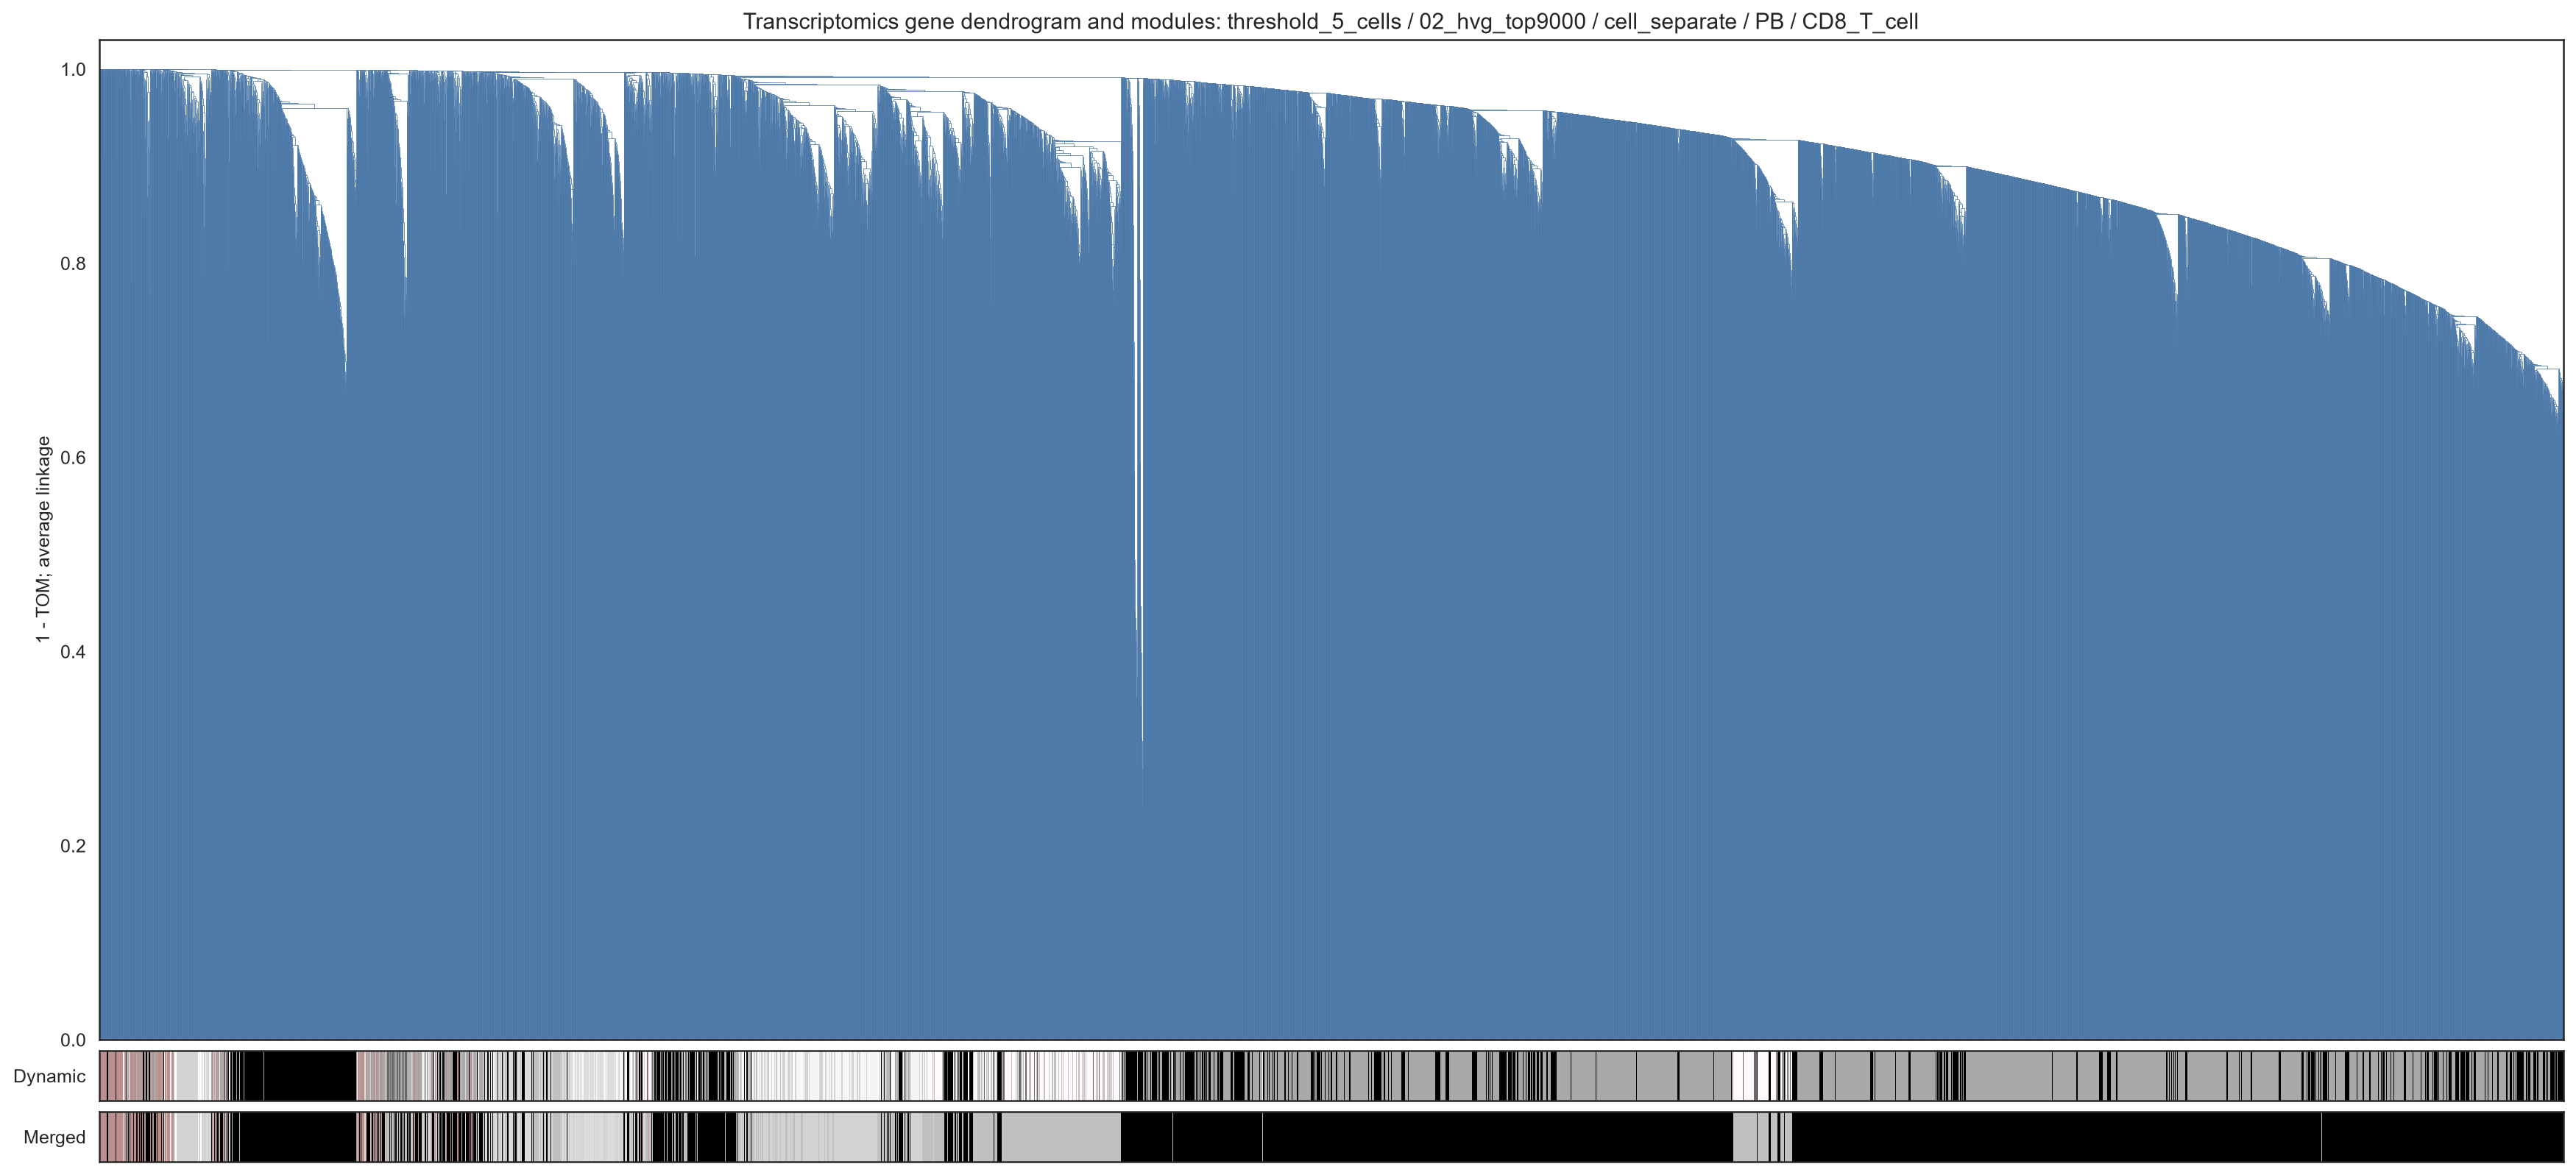 Transcriptomics gene dendrogram and modules: threshold_5_cells / 02_hvg_top9000 / cell_separate / PB / CD8_T_cell
1.0
0.8
0.6
0.4
0.2
0.0
1 - TOM; average linkage
Dynamic
Merged